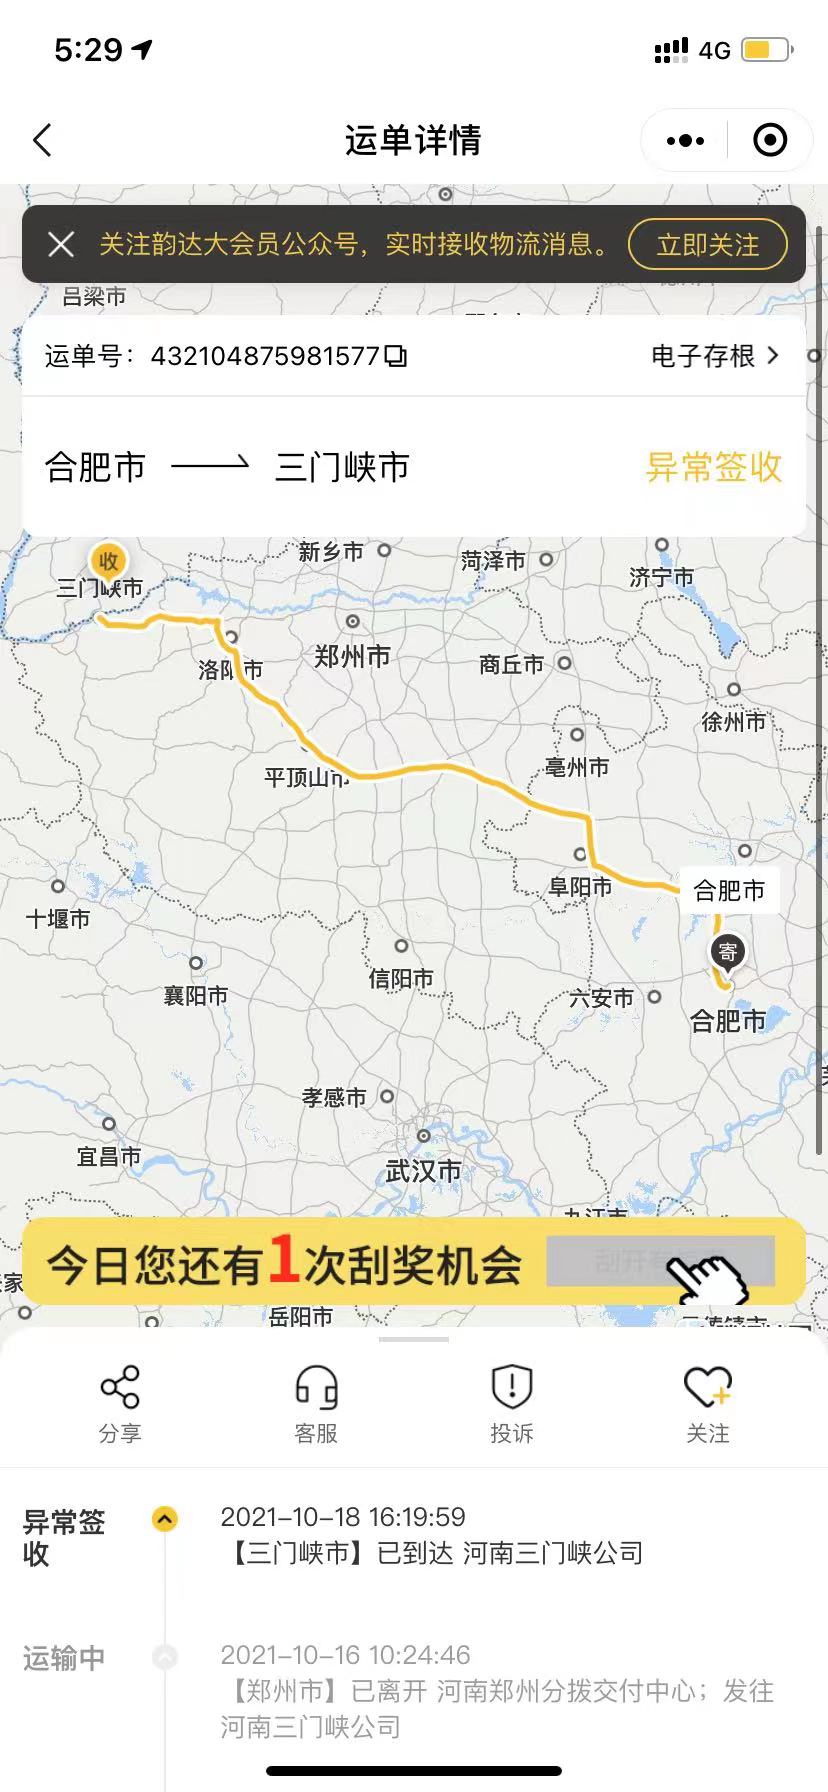 5:29
4G
运单详情
关注韵达大会员公众号，实时接收物流消息。
立即关注
吕梁市
运单号：432104875981577
电子存根
合肥市
三门峡市
异常签收
收
三门峡市
新乡市
菏泽市
济宁市
洛阳市
郑州市
商丘市
徐州市
平顶山市
亳州市
阜阳市
合肥市
十堰市
寄
襄阳市
信阳市
六安市
合肥市
孝感市
宜昌市
武汉市
九江市
今日您还有1次刮奖机会
岳阳市
分享
客服
投诉
关注
异常签
收
2021-10-18 16:19:59
【三门峡市】已到达 河南三门峡公司
运输中
2021-10-16 10:24:46
【郑州市】已离开 河南郑州分拨交付中心；发往
河南三门峡公司